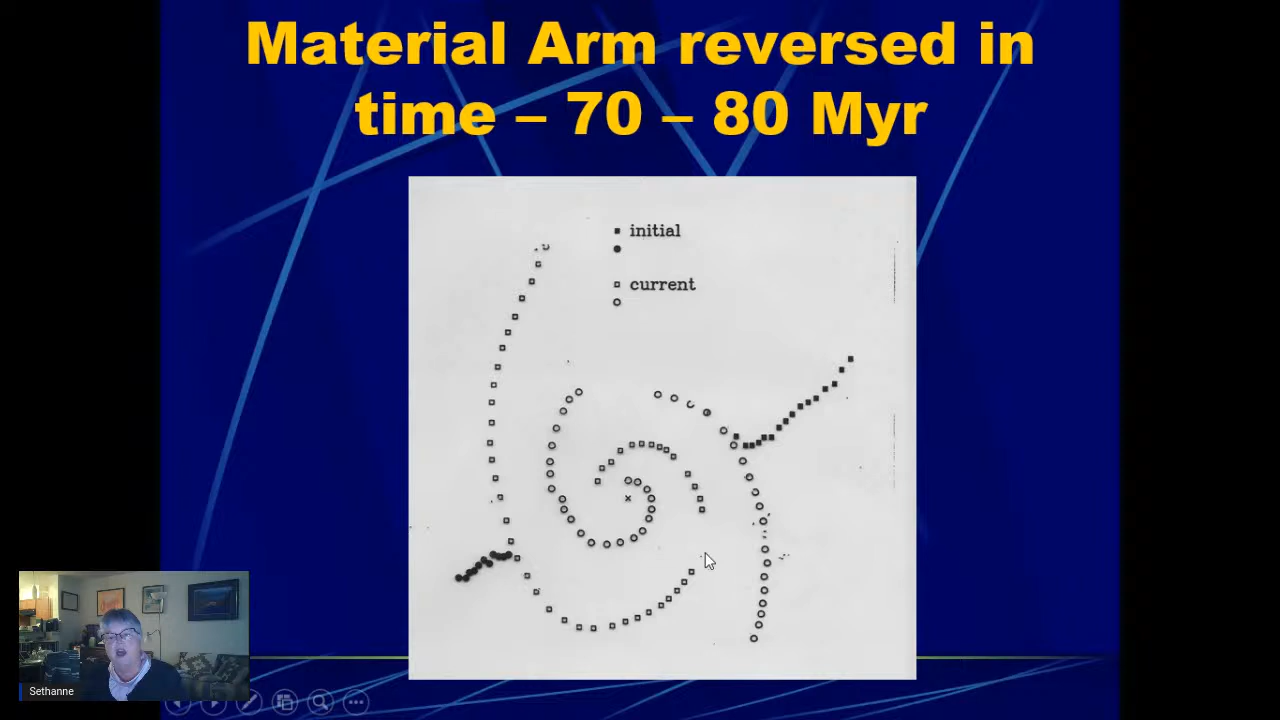 Material Arm reversed in
time – 70 – 80 Myr
initial
current
Sethanne